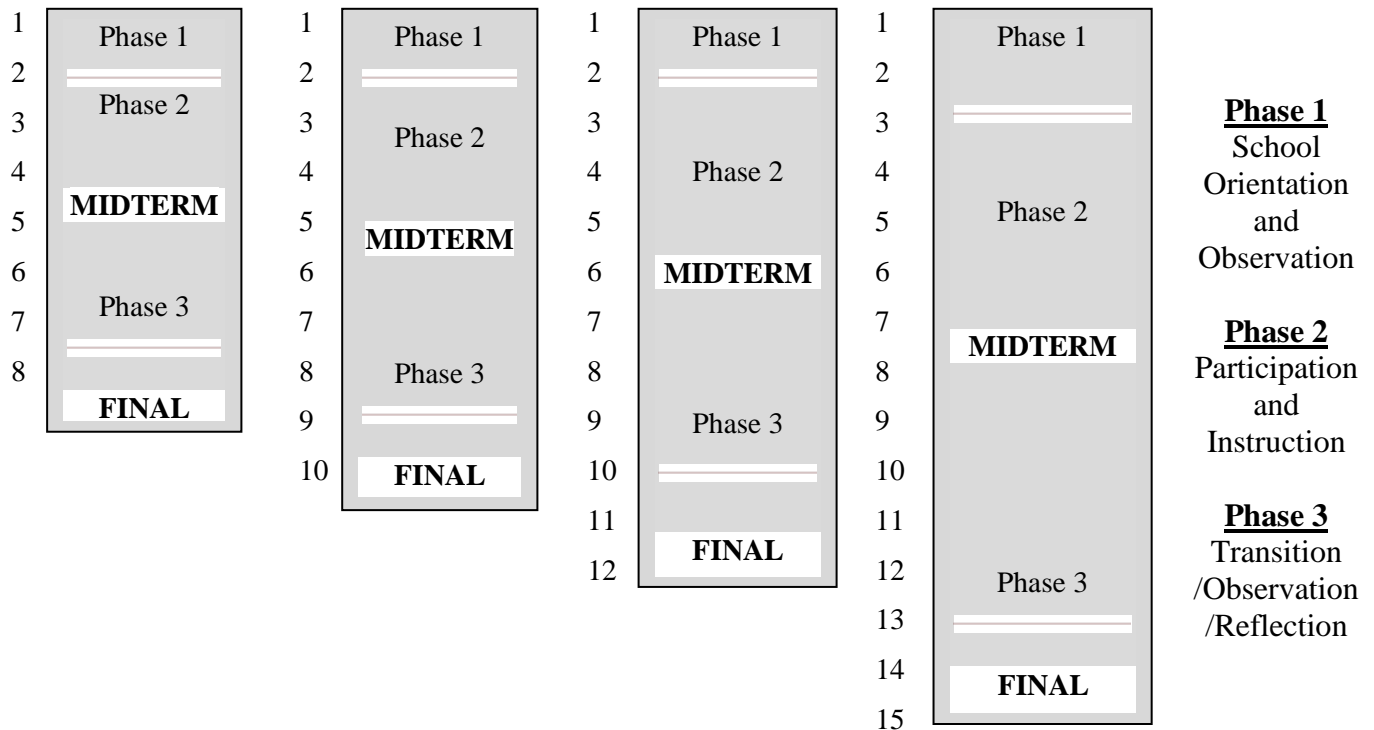 1
2
3
4
5
6
7
8
Phase 1
Phase 2
MIDTERM
Phase 3
FINAL
1
2
3
4
5
6
7
8
9
10
Phase 1
Phase 2
MIDTERM
Phase 3
FINAL
1
2
3
4
5
6
7
8
9
10
11
12
Phase 1
Phase 2
MIDTERM
Phase 3
FINAL
1
2
3
4
5
6
7
8
9
10
11
12
13
14
15
Phase 1
Phase 2
MIDTERM
Phase 3
FINAL
Phase 1
School
Orientation
and
Observation
Phase 2
Participation
and
Instruction
Phase 3
Transition
/Observation
/Reflection